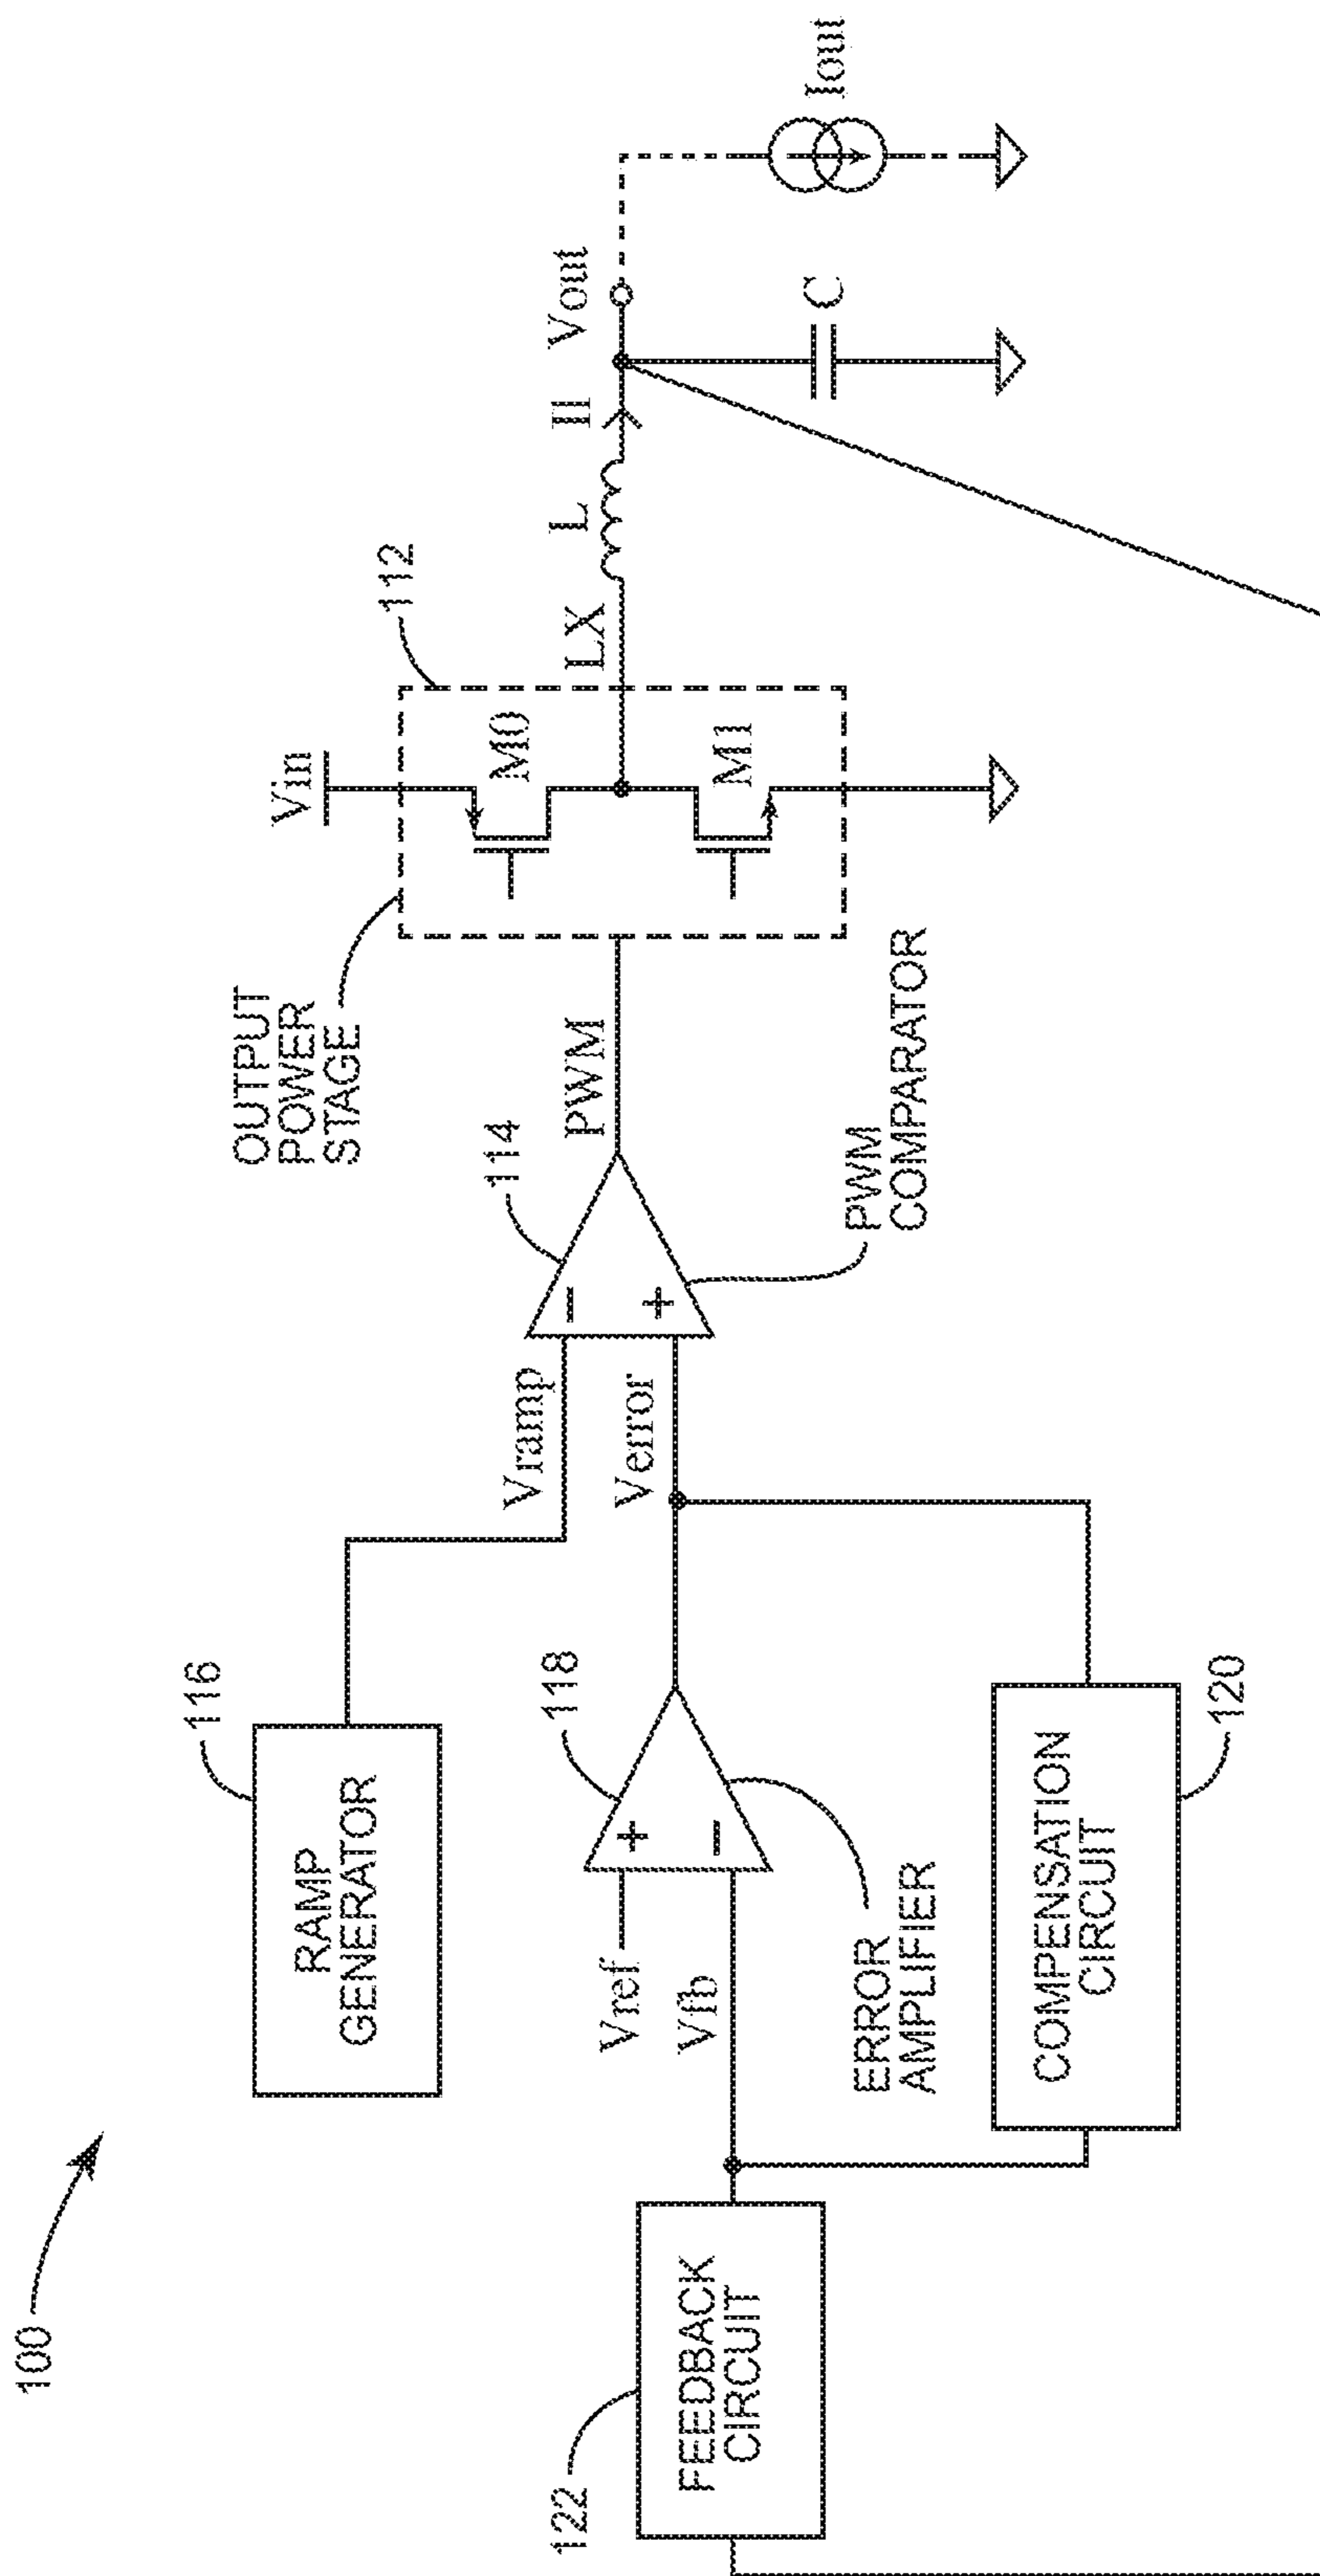 100
116
RAMP
GENERATOR
Vramp
114
OUTPUT
POWER
STAGE
Vin
112
M0
M1
PWM
LX
L
Il
Vout
C
Iout
PWM
COMPARATOR
Verror
118
Vref
Vfb
+
−
−
+
ERROR
AMPLIFIER
122
FEEDBACK
CIRCUIT
COMPENSATION
CIRCUIT
120